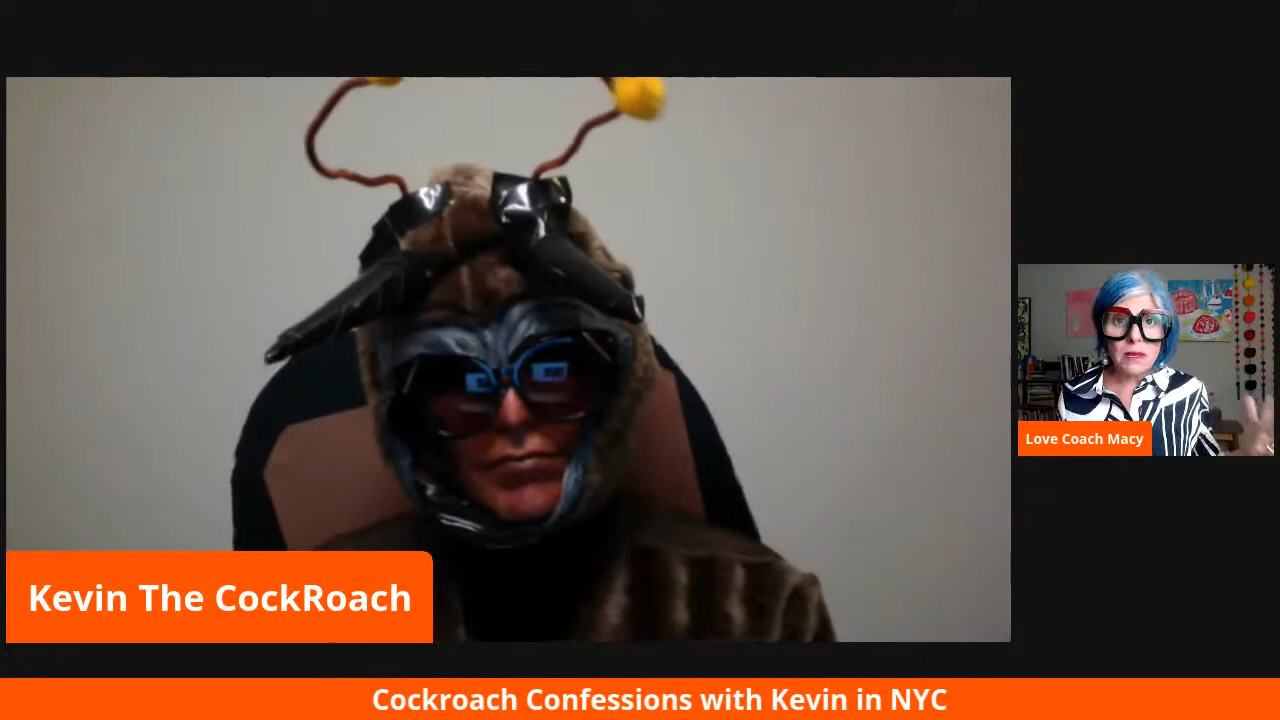 Kevin The CockRoach
Love Coach Macy
Cockroach Confessions with Kevin in NYC